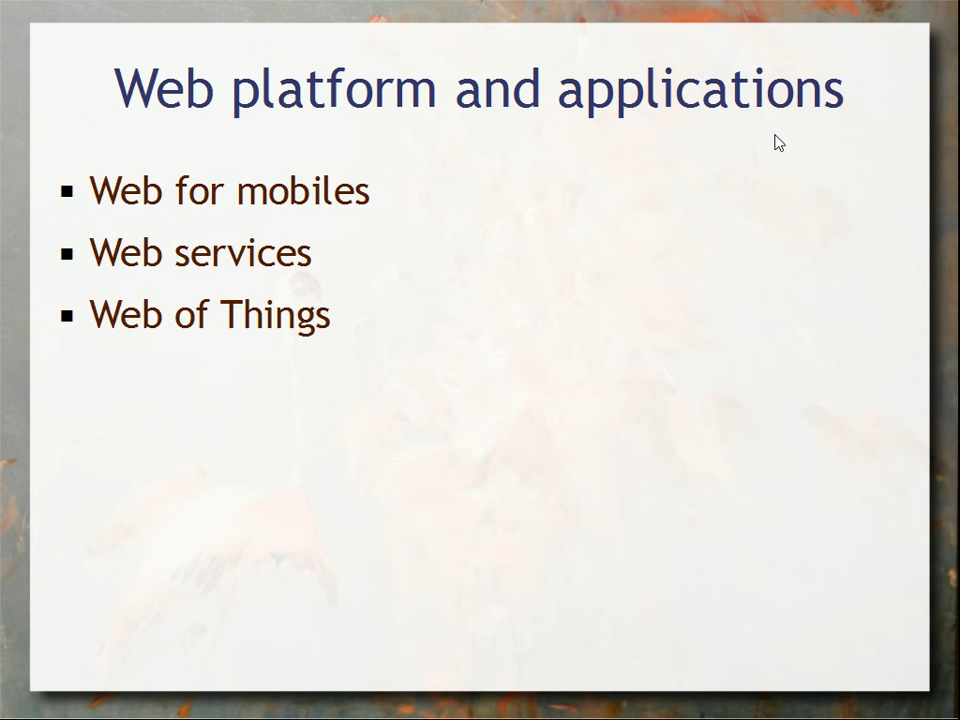 Web platform and applications
Web for mobiles
Web services
Web of Things